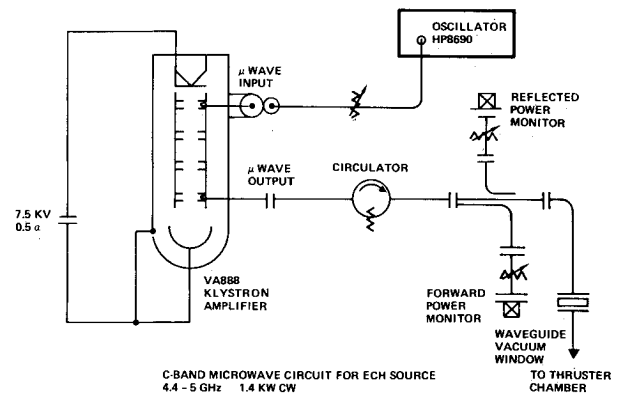 OSCILLATOR
HP8690
μ WAVE
INPUT
REFLECTED
POWER
MONITOR
μ WAVE
OUTPUT
CIRCULATOR
7.5 KV
0.5 a
VA888
KLYSTRON
AMPLIFIER
FORWARD
POWER
MONITOR
WAVEGUIDE
VACUUM
WINDOW
TO THRUSTER
CHAMBER
C-BAND MICROWAVE CIRCUIT FOR ECH SOURCE
4.4 – 5 GHz 1.4 KW CW